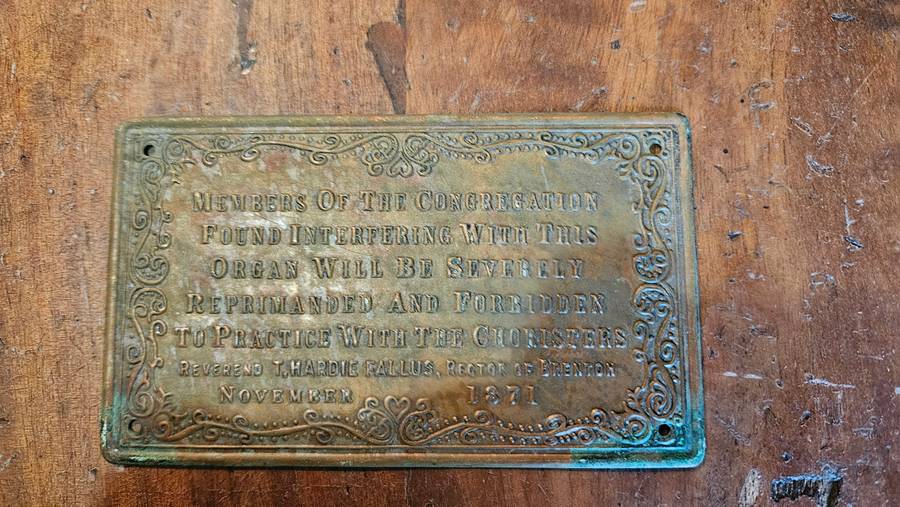 Members Of The Congregation
Found Interfering With This
Organ Will Be Severely
Reprimanded And Forbidden
To Practice With The Choristers
Reverend T.Hardie Fallus, Rector of Brenton
November 1871